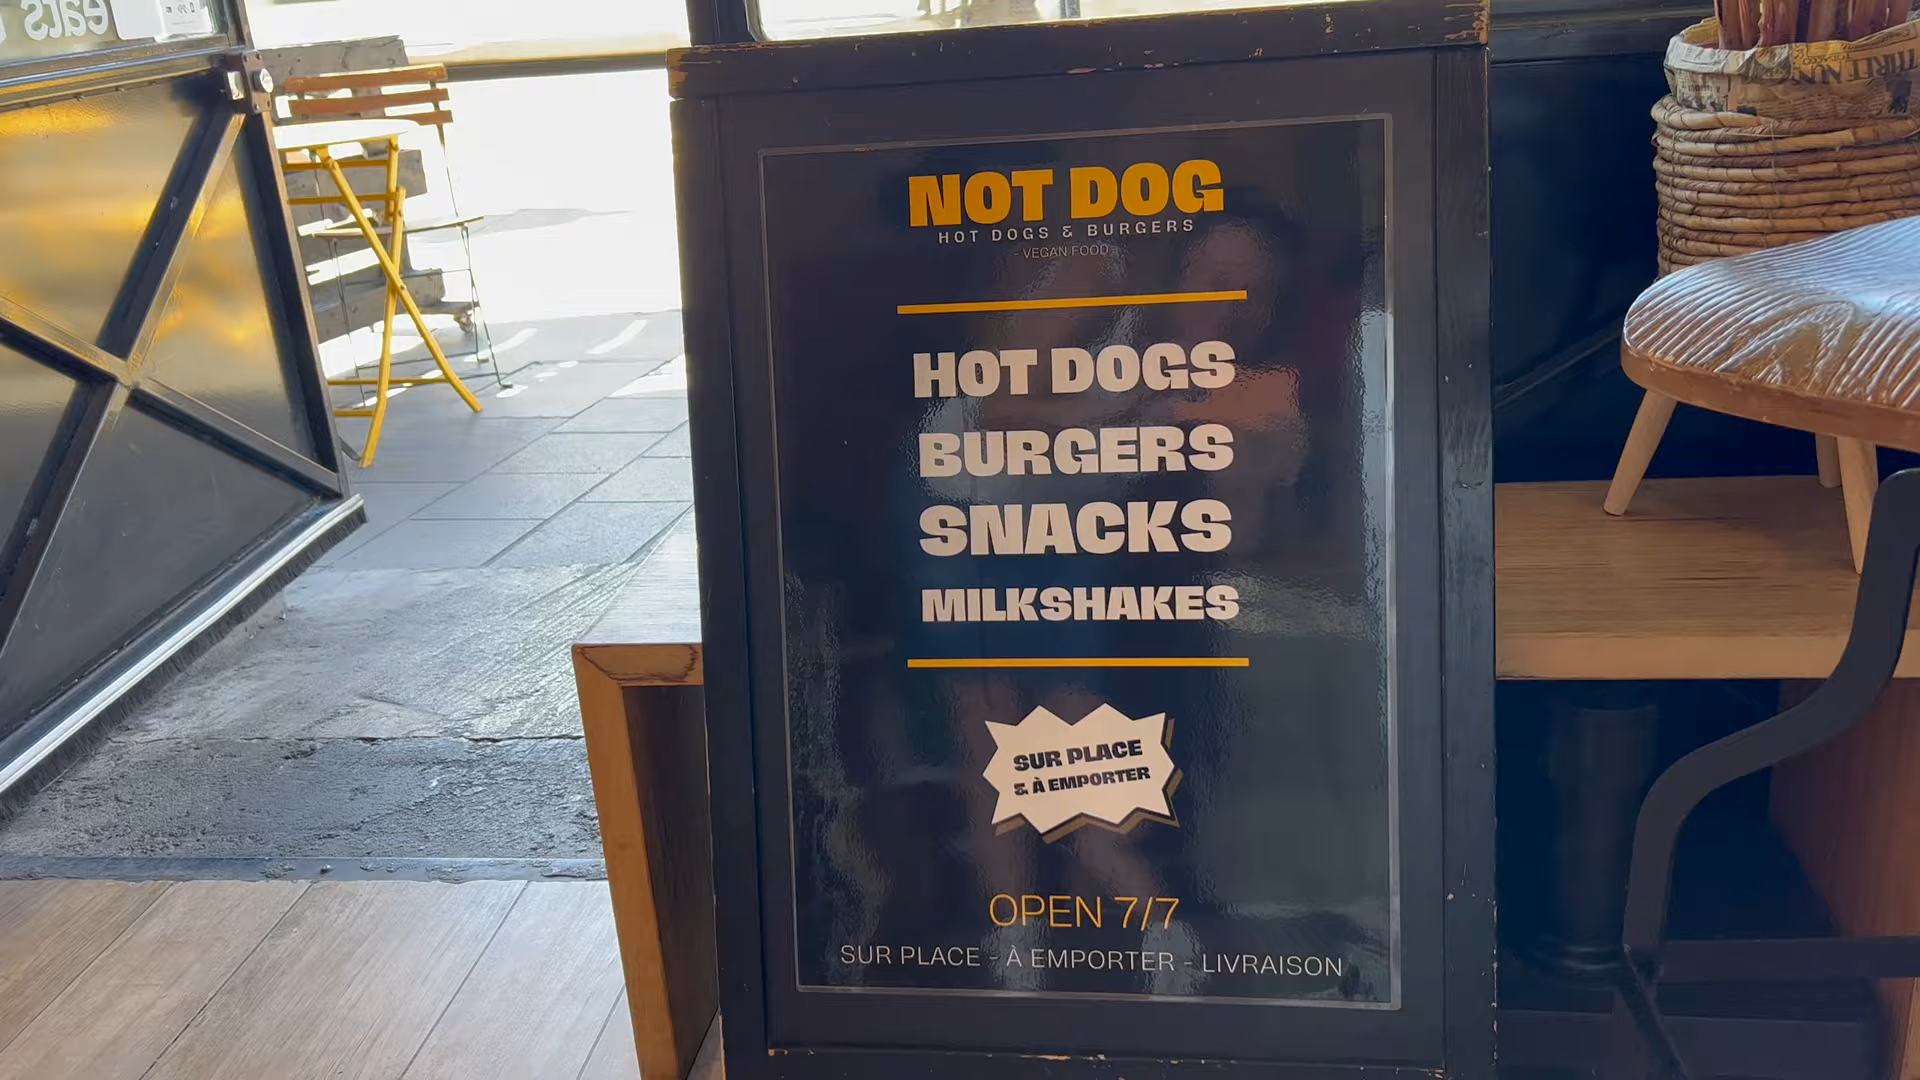 eats
NOT DOG
HOT DOGS & BURGERS
- VEGAN FOOD -
HOT DOGS
BURGERS
SNACKS
MILKSHAKES
SUR PLACE
& À EMPORTER
OPEN 7/7
SUR PLACE - À EMPORTER - LIVRAISON